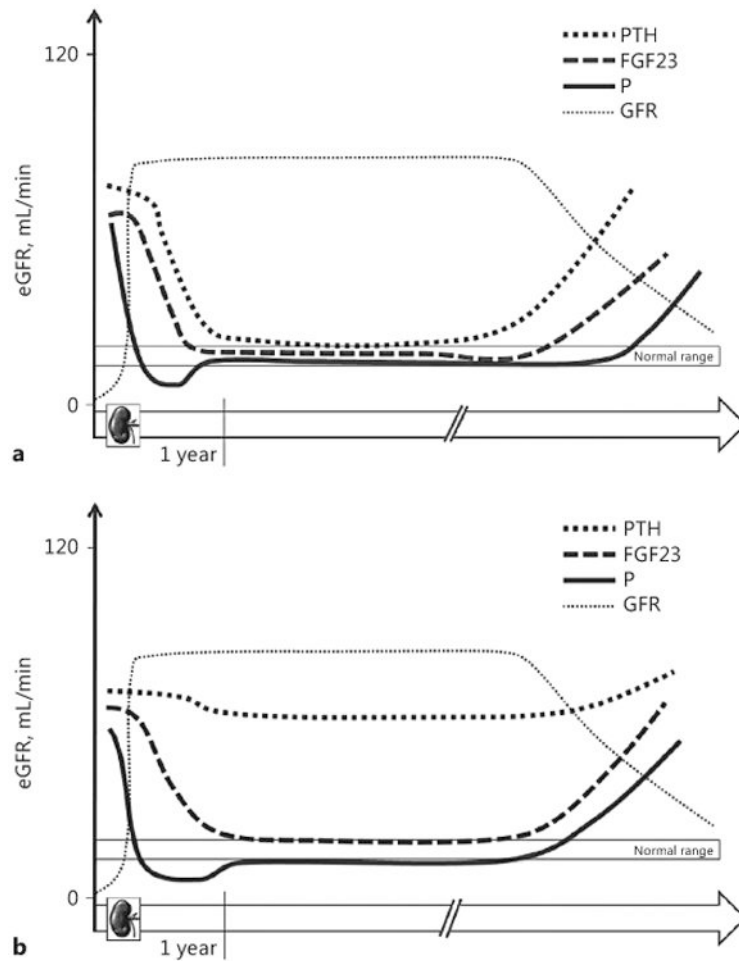 120
PTH
FGF23
P
GFR
eGFR, mL/min
Normal range
0
1 year
a
120
PTH
FGF23
P
GFR
eGFR, mL/min
Normal range
0
1 year
b